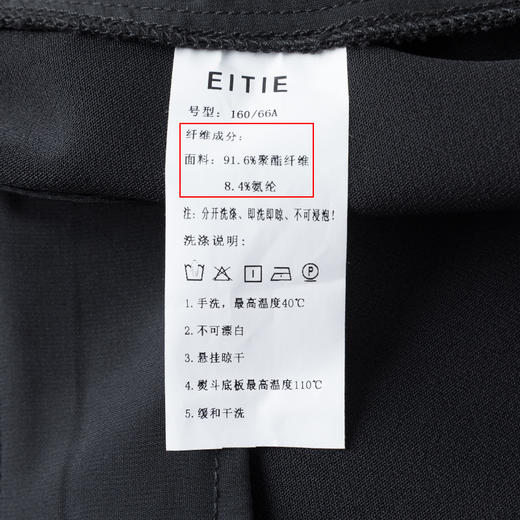 EITIE
号型: 160/66A
纤维成分:
面料: 91.6%聚酯纤维
8.4%氨纶
注: 分开洗涤、即洗即晾、不可浸泡!
洗涤说明:
1.手洗,最高温度40℃
2.不可漂白
3.悬挂晾干
4.熨斗底板最高温度110℃
5.缓和干洗